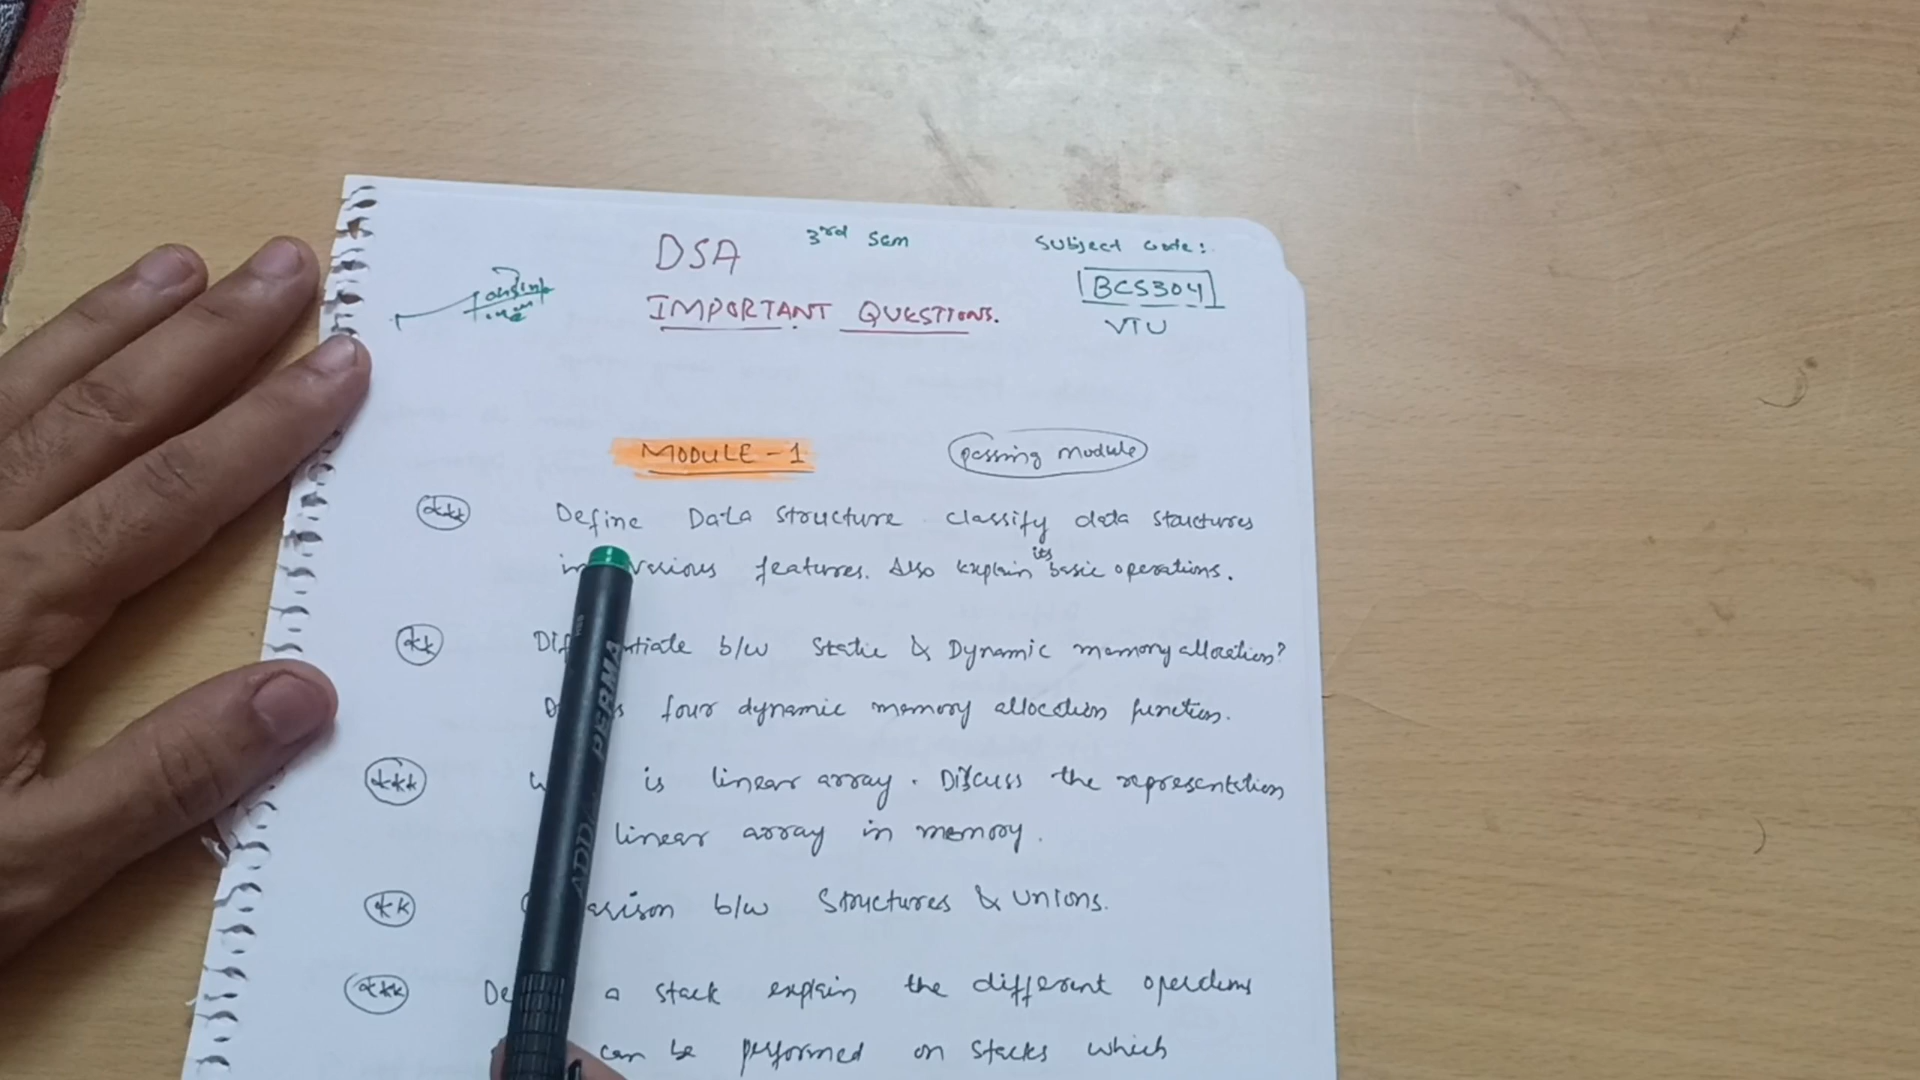 DSA 3rd Sem Subject Code:
IMPORTANT QUESTIONS. BCS304
VTU
MODULE - 1 passing module
Define Data Structure classify data structures
various features. Also explain its basic operations.
b/w Static & Dynamic memory allocation?
four dynamic memory allocation function.
is linear array. Discuss the representation
linear array in memory.
b/w Structures & Unions.
a stack explain the different operations
can be performed on stacks which
ADD PERMA